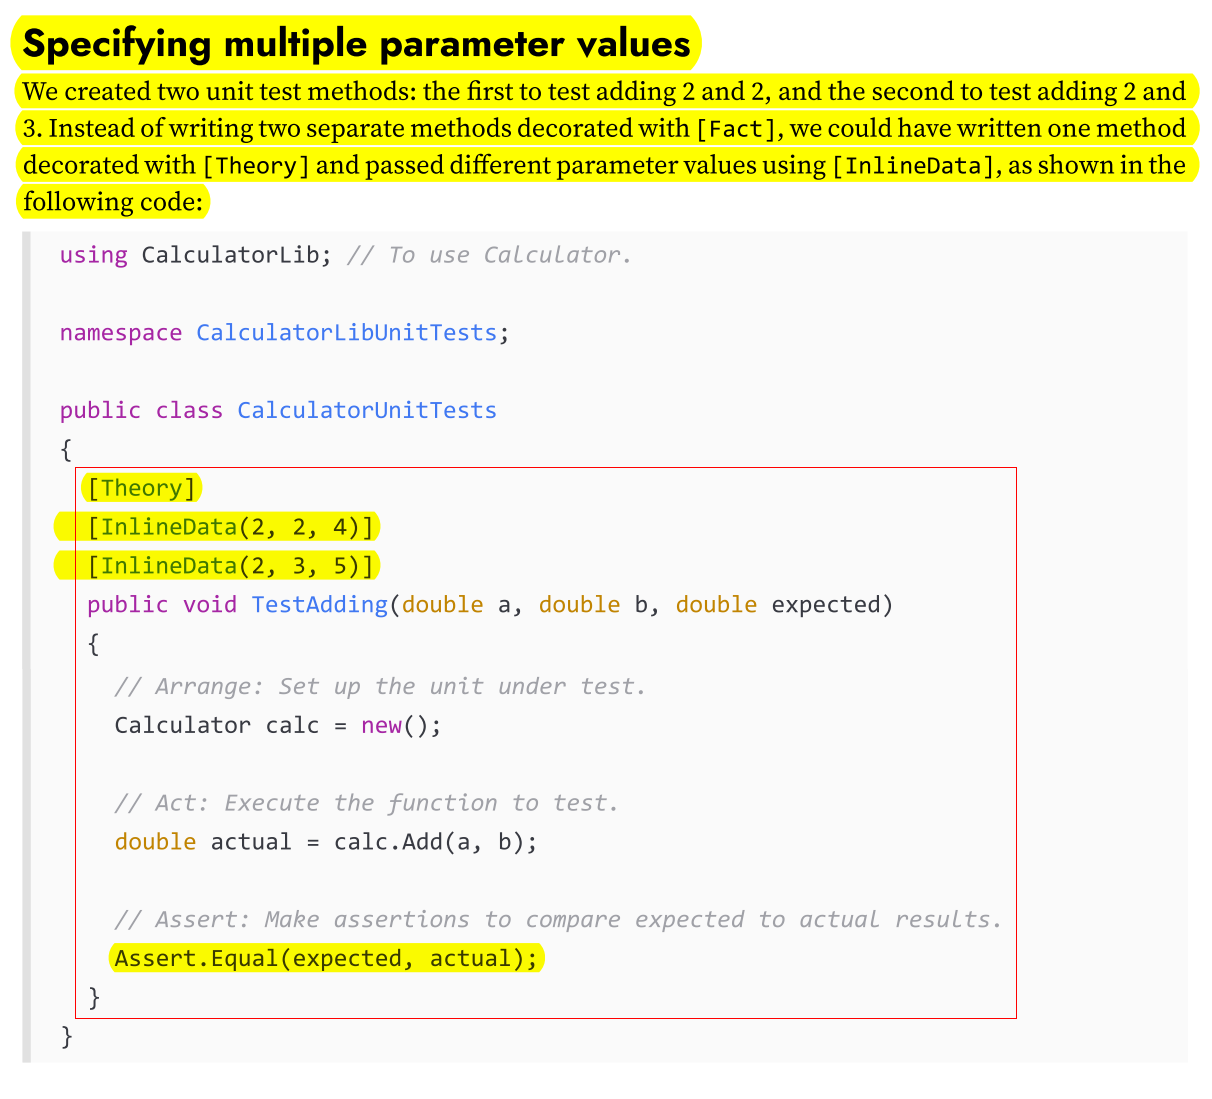 Specifying multiple parameter values
We created two unit test methods: the first to test adding 2 and 2, and the second to test adding 2 and
3. Instead of writing two separate methods decorated with [Fact], we could have written one method
decorated with [Theory] and passed different parameter values using [InlineData], as shown in the
following code:
using CalculatorLib; // To use Calculator.
namespace CalculatorLibUnitTests;
public class CalculatorUnitTests
{
  [Theory]
  [InlineData(2, 2, 4)]
  [InlineData(2, 3, 5)]
  public void TestAdding(double a, double b, double expected)
  {
    // Arrange: Set up the unit under test.
    Calculator calc = new();
    // Act: Execute the function to test.
    double actual = calc.Add(a, b);
    // Assert: Make assertions to compare expected to actual results.
    Assert.Equal(expected, actual);
  }
}